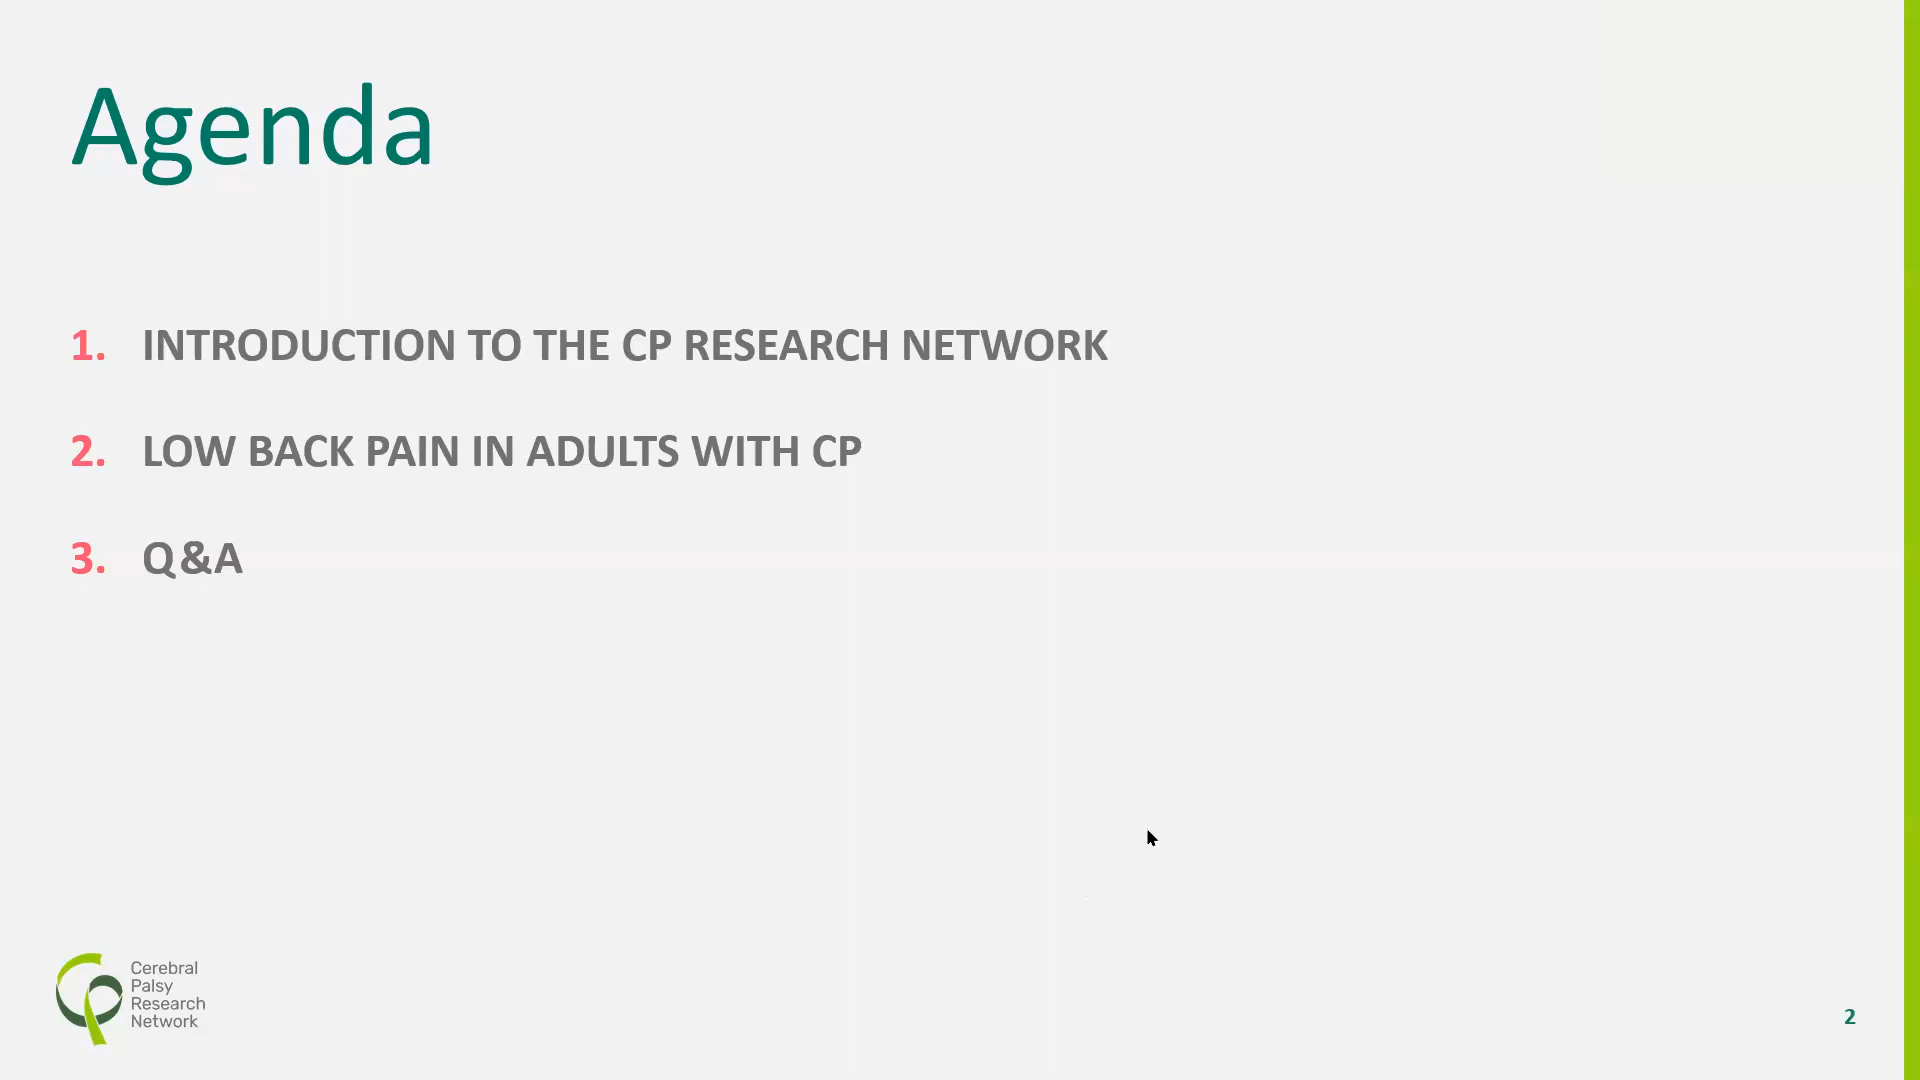 Agenda
1. INTRODUCTION TO THE CP RESEARCH NETWORK
2. LOW BACK PAIN IN ADULTS WITH CP
3. Q&A
Cerebral
Palsy
Research
Network
2